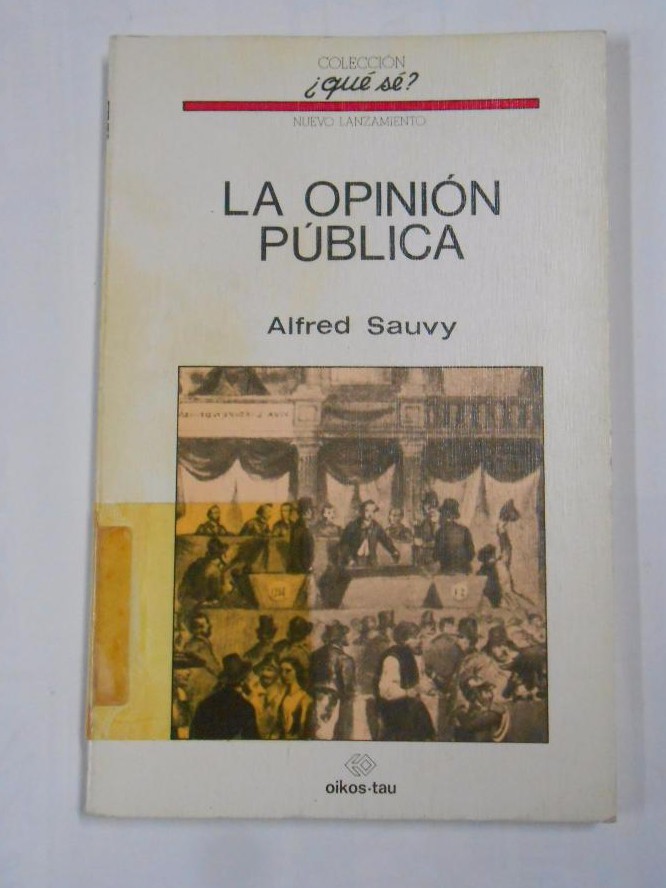 COLECCIÓN
¿qué sé?
NUEVO LANZAMIENTO
LA OPINIÓN
PÚBLICA
Alfred Sauvy
oikos-tau